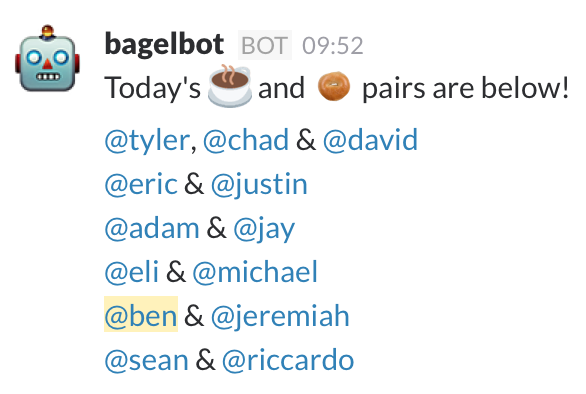 bagelbot BOT 09:52
Today's ☕ and 🥯 pairs are below!
@tyler, @chad & @david
@eric & @justin
@adam & @jay
@eli & @michael
@ben & @jeremiah
@sean & @riccardo